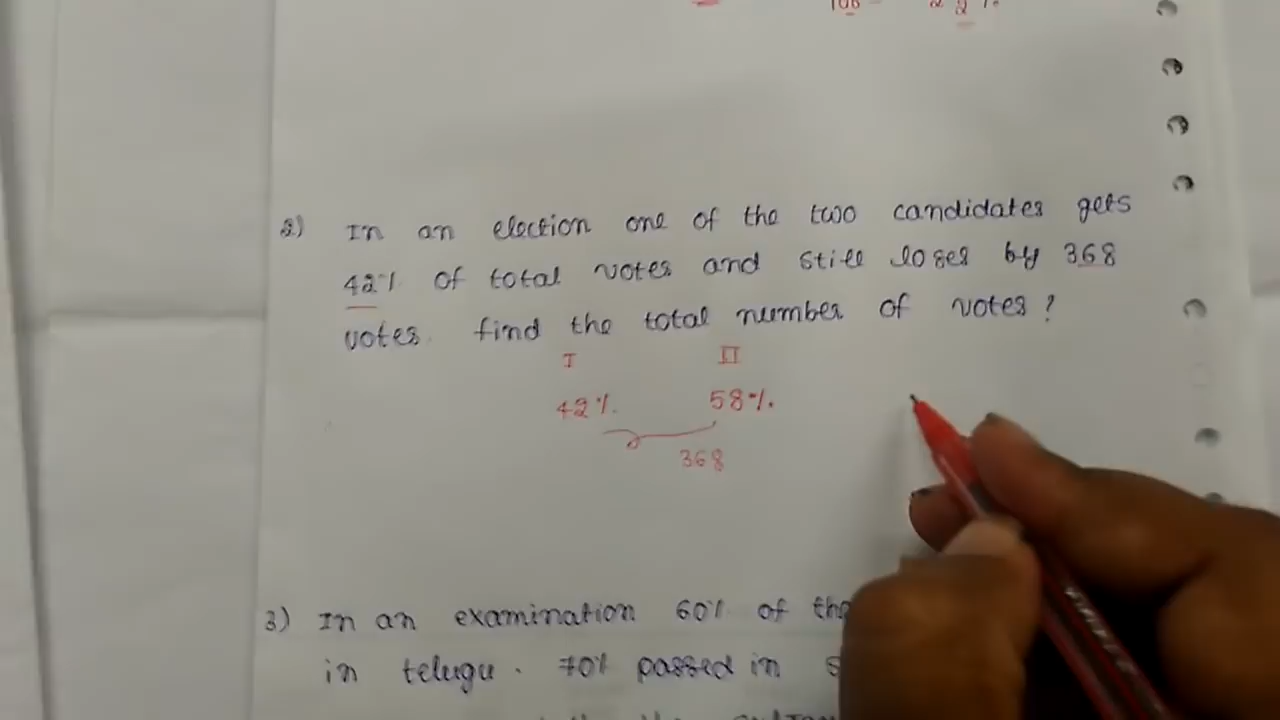 2) In an election one of the two candidates gets
42% of total votes and still loses by 368
votes. find the total number of votes?
I II
42% 58%.
368
3) In an examination 60% of the
in telugu. 70% passed in